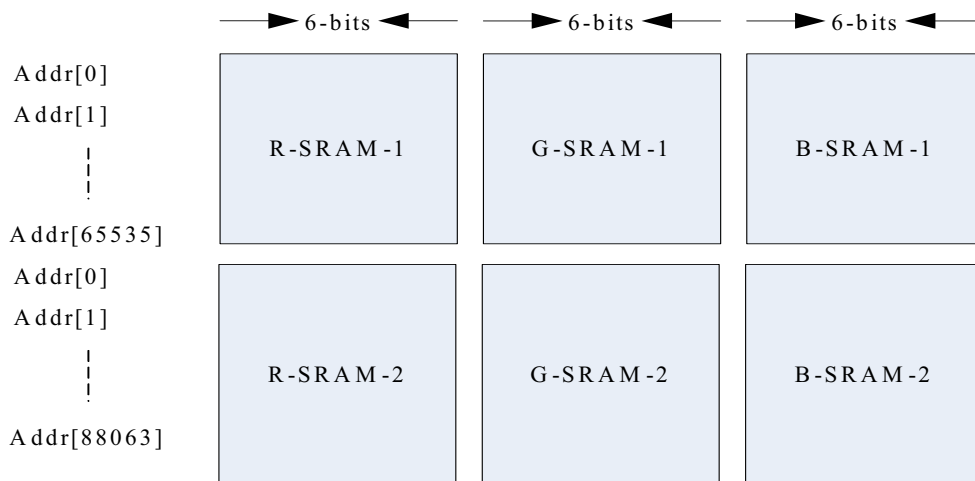 6-bits 6-bits 6-bits
Addr[0]
Addr[1]
R-SRAM-1 G-SRAM-1 B-SRAM-1
Addr[65535]
Addr[0]
Addr[1]
R-SRAM-2 G-SRAM-2 B-SRAM-2
Addr[88063]